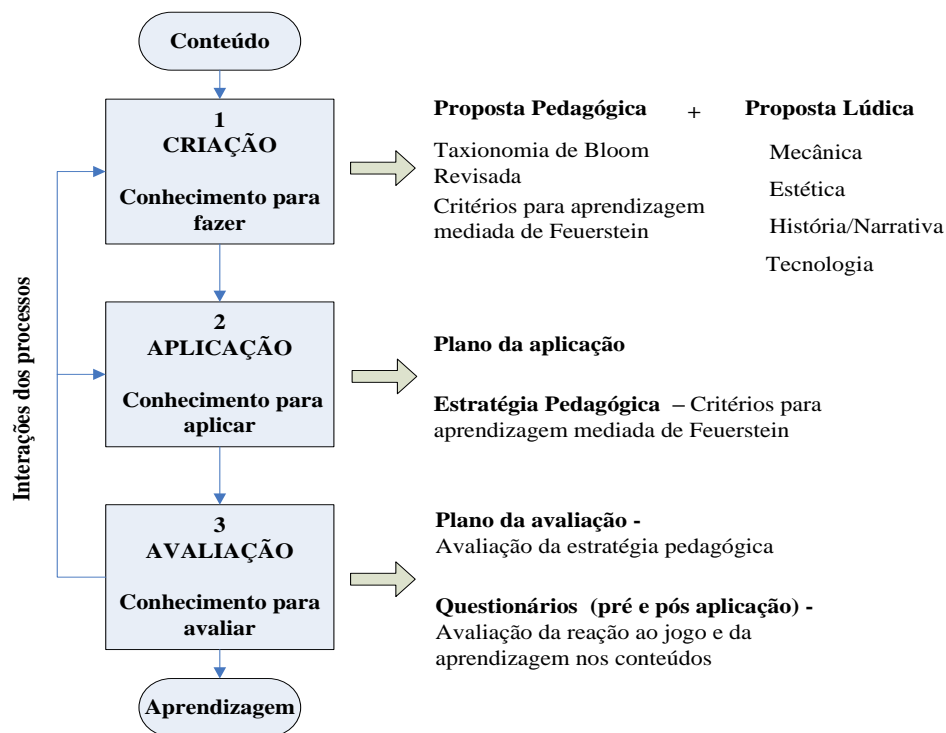 Conteúdo
1
CRIAÇÃO
Conhecimento para
fazer
Proposta Pedagógica + Proposta Lúdica
Taxionomia de Bloom
Revisada
Critérios para aprendizagem
mediada de Feuerstein
Mecânica
Estética
História/Narrativa
Tecnologia
Interações dos processos
2
APLICAÇÃO
Conhecimento para
aplicar
Plano da aplicação
Estratégia Pedagógica – Critérios para
aprendizagem mediada de Feuerstein
3
AVALIAÇÃO
Conhecimento para
avaliar
Plano da avaliação -
Avaliação da estratégia pedagógica
Questionários (pré e pós aplicação) -
Avaliação da reação ao jogo e da
aprendizagem nos conteúdos
Aprendizagem